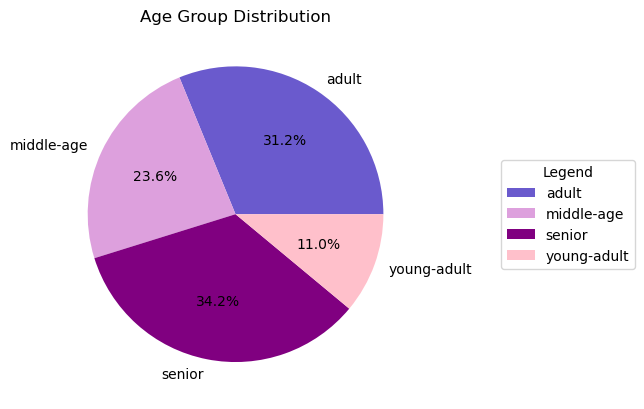 Age Group Distribution
adult
31.2%
middle-age
23.6%
senior
34.2%
young-adult
11.0%
Legend
adult
middle-age
senior
young-adult